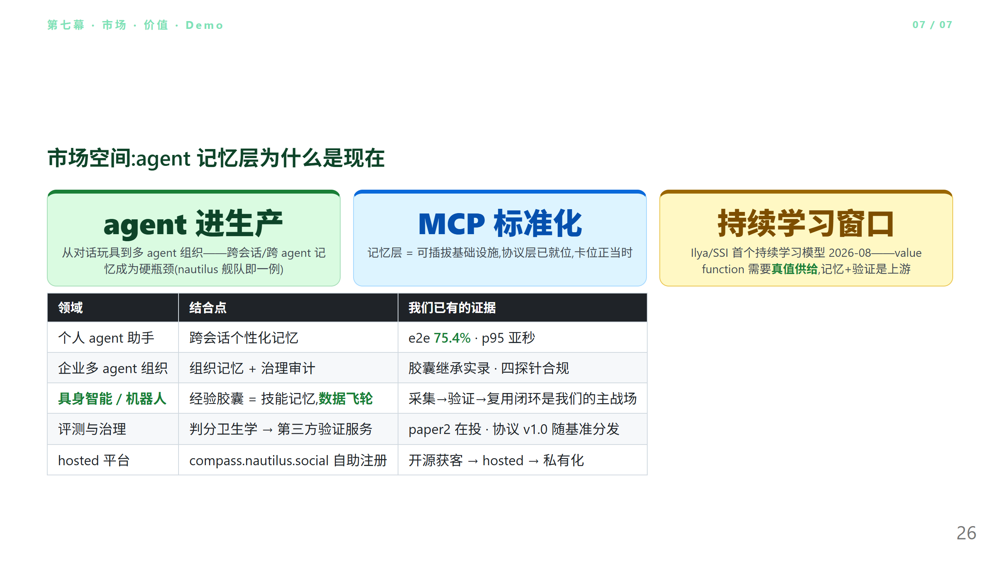 第七幕 · 市场 · 价值 · Demo
07 / 07
市场空间:agent 记忆层为什么是现在
agent 进生产
从对话玩具到多 agent 组织——跨会话/跨 agent 记
忆成为硬瓶颈(nautilus 舰队即一例)
MCP 标准化
记忆层 = 可插拔基础设施,协议层已就位,卡位正当时
持续学习窗口
Ilya/SSI 首个持续学习模型 2026-08——value
function 需要真值供给,记忆+验证是上游
领域 结合点 我们已有的证据
个人 agent 助手 跨会话个性化记忆 e2e 75.4% · p95 亚秒
企业多 agent 组织 组织记忆 + 治理审计 胶囊继承实录 · 四探针合规
具身智能 / 机器人 经验胶囊 = 技能记忆,数据飞轮 采集→验证→复用闭环是我们的主战场
评测与治理 判分卫生学 → 第三方验证服务 paper2 在投 · 协议 v1.0 随基准分发
hosted 平台 compass.nautilus.social 自助注册 开源获客 → hosted → 私有化
26